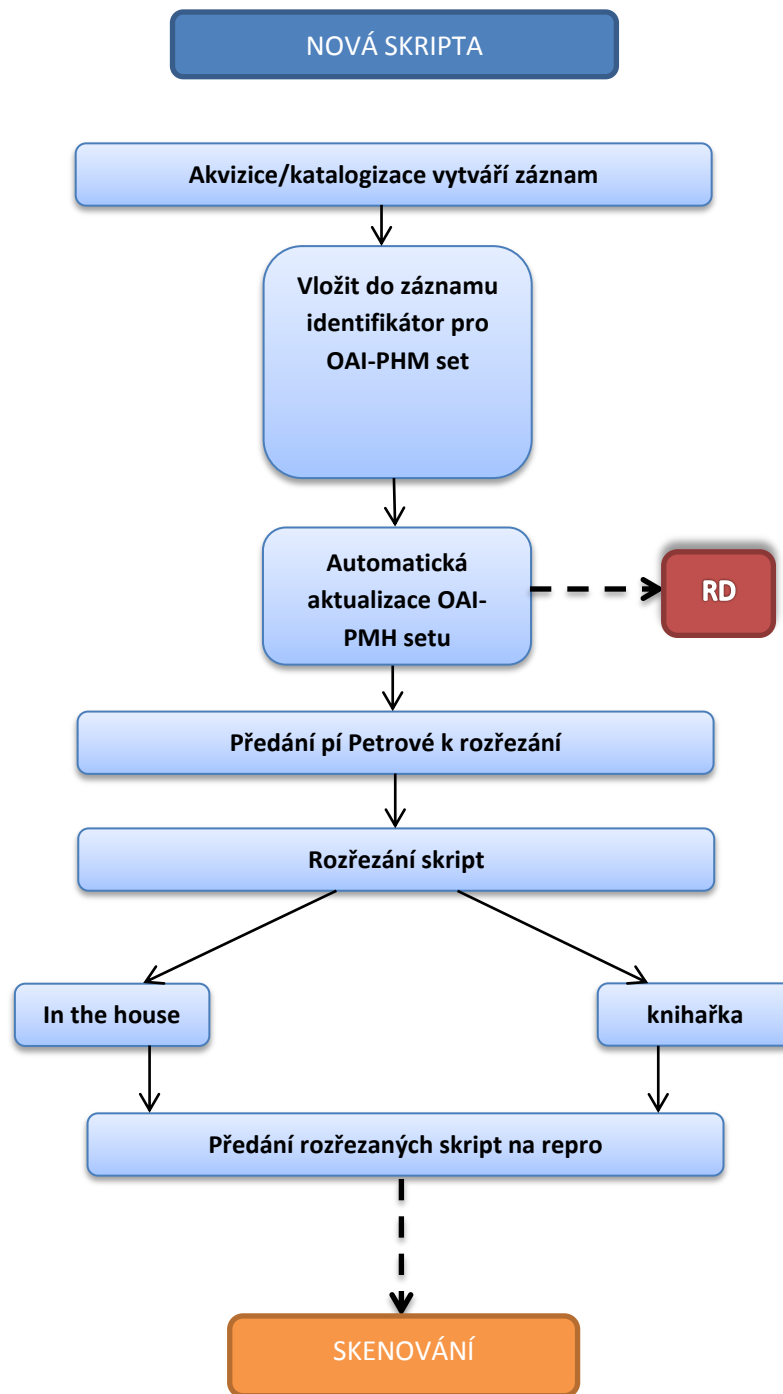 NOVÁ SKRIPTA
Akvizice/katalogizace vytváří záznam
Vložit do záznamu
identifikátor pro
OAI-PHM set
Automatická
aktualizace OAI-
PMH setu
RD
Předání pí Petrové k rozřezání
Rozřezání skript
In the house
knihařka
Předání rozřezaných skript na repro
SKENOVÁNÍ